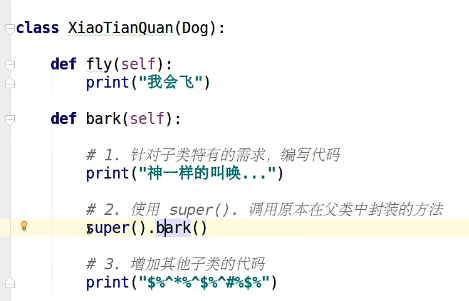 class XiaoTianQuan(Dog):
def fly(self):
print("我会飞")
def bark(self):
# 1. 针对子类特有的需求，编写代码
print("神一样的叫唤...")
# 2. 使用 super(). 调用原本在父类中封装的方法
super().bark()
# 3. 增加其他子类的代码
print("$%^*%^$%^#%$%")